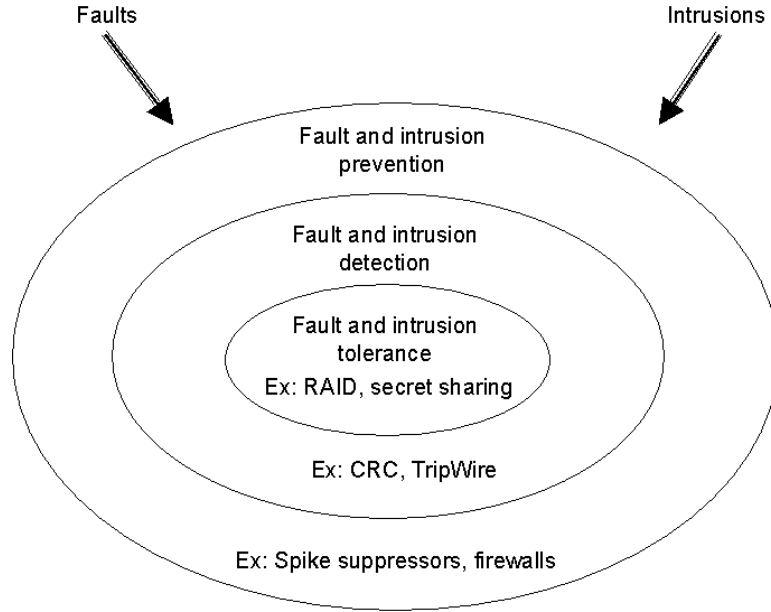 Faults
Intrusions
Fault and intrusion
prevention
Fault and intrusion
detection
Fault and intrusion
tolerance
Ex: RAID, secret sharing
Ex: CRC, TripWire
Ex: Spike suppressors, firewalls